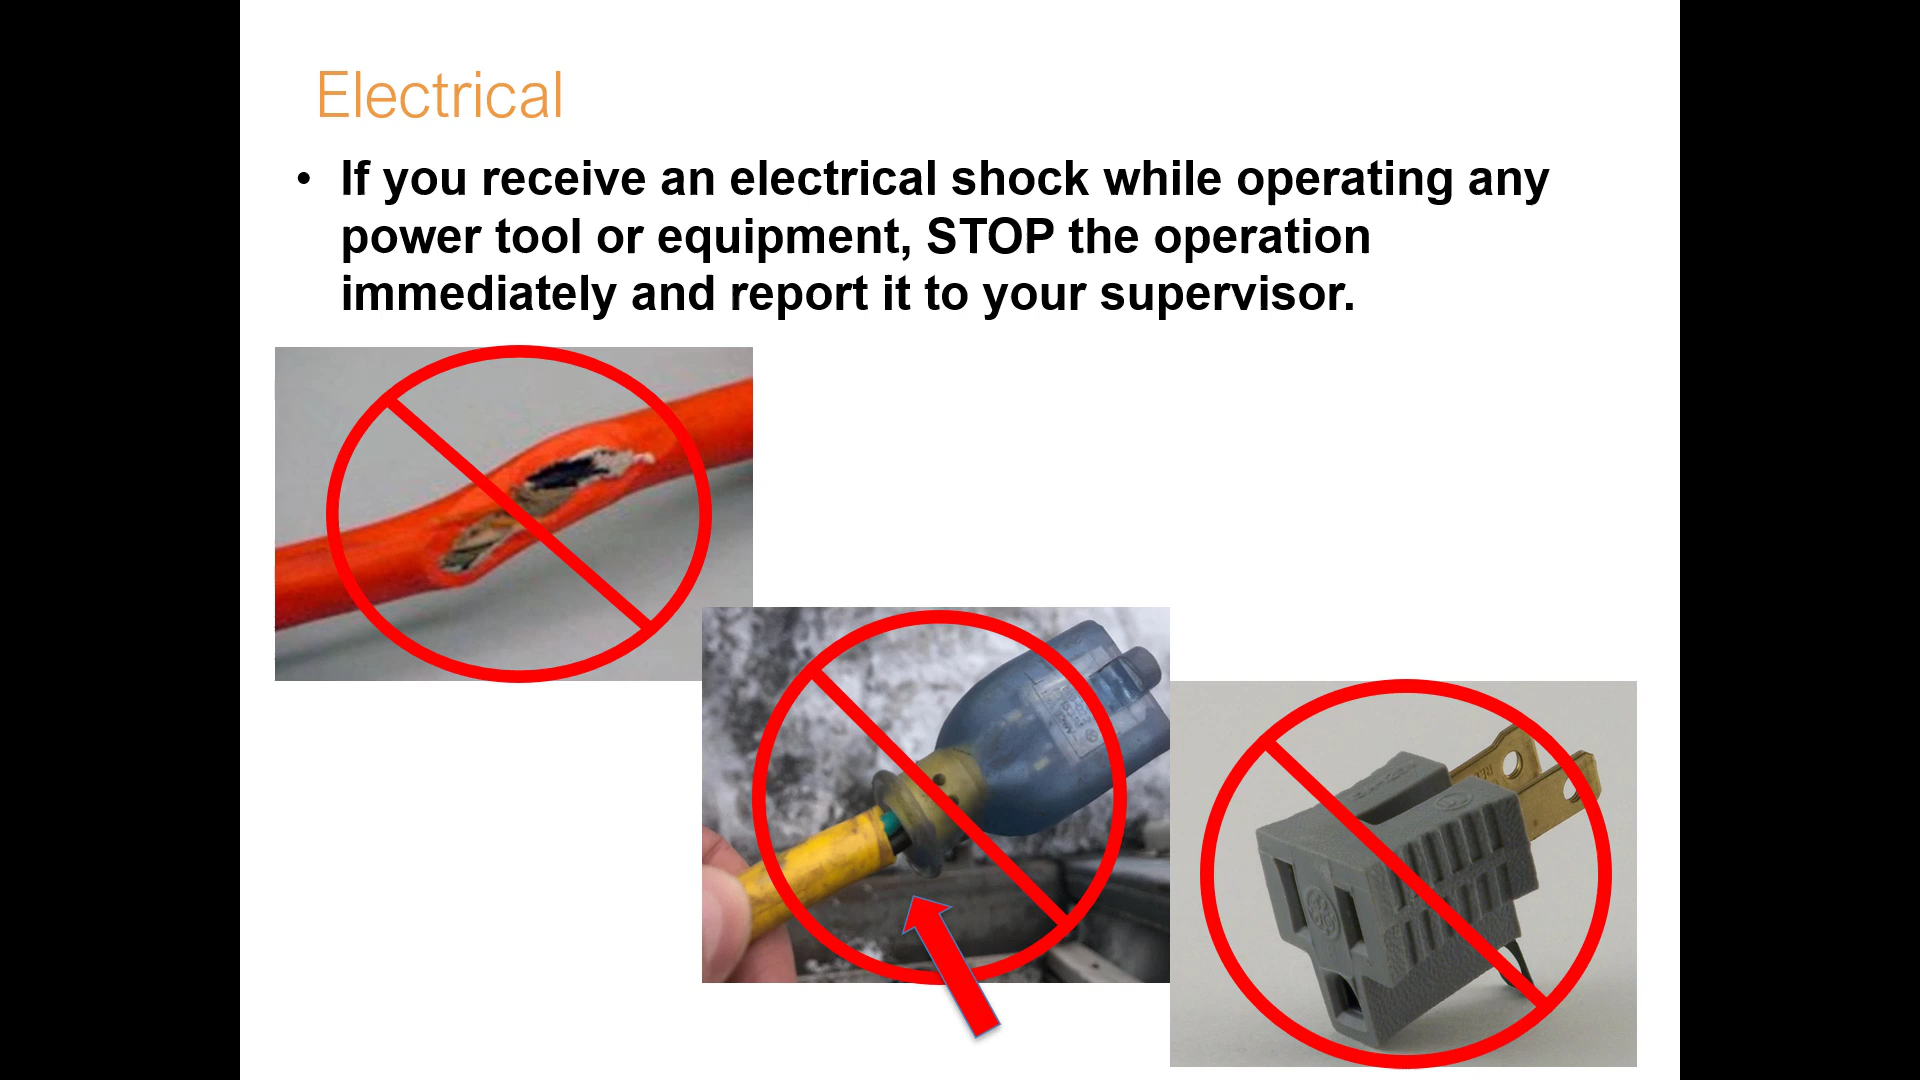 Electrical
• If you receive an electrical shock while operating any
power tool or equipment, STOP the operation
immediately and report it to your supervisor.